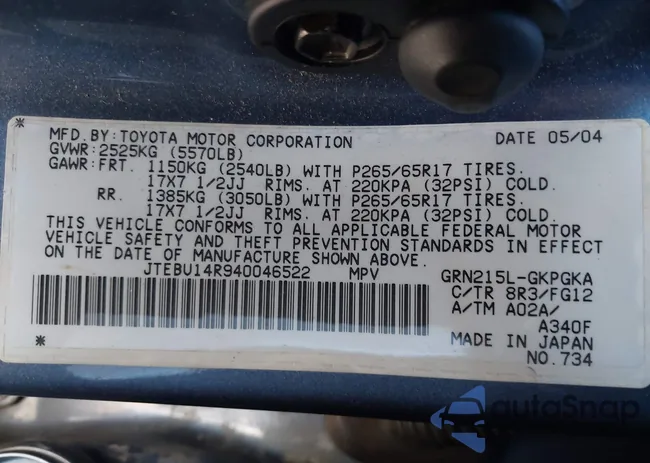 MFD.BY:TOYOTA MOTOR CORPORATION DATE 05/04
GVWR:2525KG (5570LB)
GAWR:FRT. 1150KG (2540LB) WITH P265/65R17 TIRES.
17X7 1/2JJ RIMS. AT 220KPA (32PSI) COLD.
RR. 1385KG (3050LB) WITH P265/65R17 TIRES.
17X7 1/2JJ RIMS. AT 220KPA (32PSI) COLD.
THIS VEHICLE CONFORMS TO ALL APPLICABLE FEDERAL MOTOR
VEHICLE SAFETY AND THEFT PREVENTION STANDARDS IN EFFECT
ON THE DATE OF MANUFACTURE SHOWN ABOVE.
JTEBU14R940046522 MPV GRN215L-GKPGKA
C/TR 8R3/FG12
A/TM A02A/
A340F
MADE IN JAPAN
NO.734
autoSnap